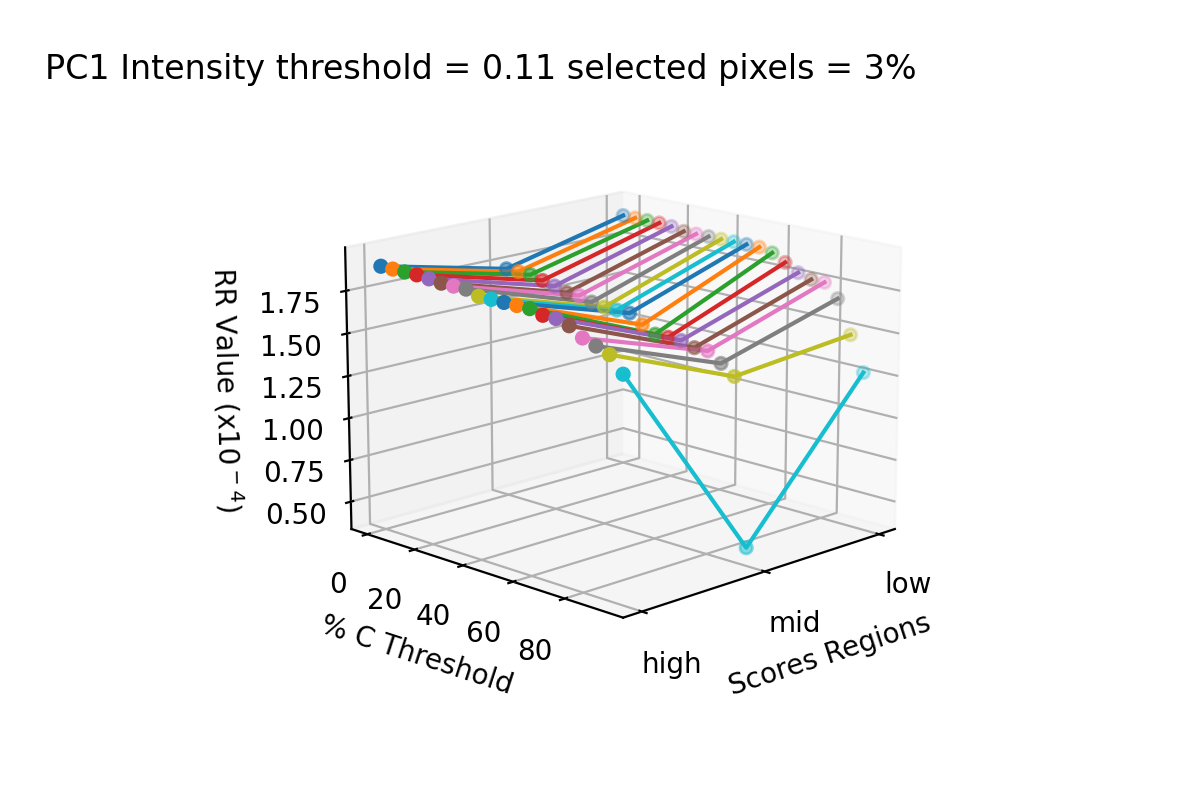 PC1 Intensity threshold = 0.11 selected pixels = 3%
RR Value (x10⁻⁴)
1.75
1.50
1.25
1.00
0.75
0.50
0
20
40
60
80
% C Threshold
high
mid
low
Scores Regions